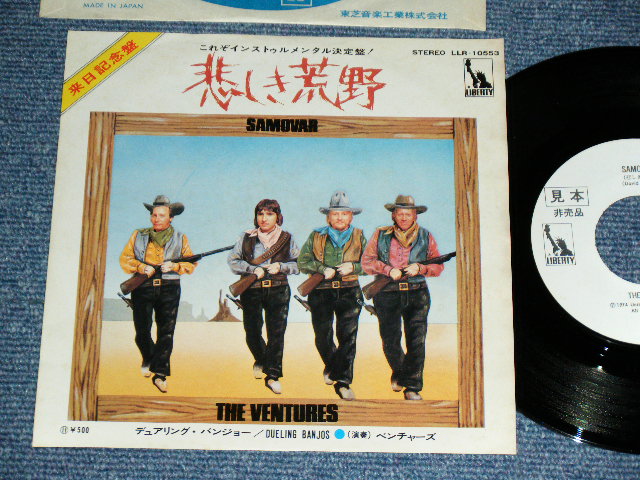 MADE IN JAPAN
東芝音楽工業株式会社
これぞインストゥルメンタル決定盤!
STEREO LLR-10553
来日記念盤
悲しき荒野
LIBERTY
SAMOVAR
THE VENTURES
¥500
デュアリング・バンジョー/DUELING BANJOS ●(演奏)ベンチャーズ
SAMO
見本
非売品
LIBERTY
THE